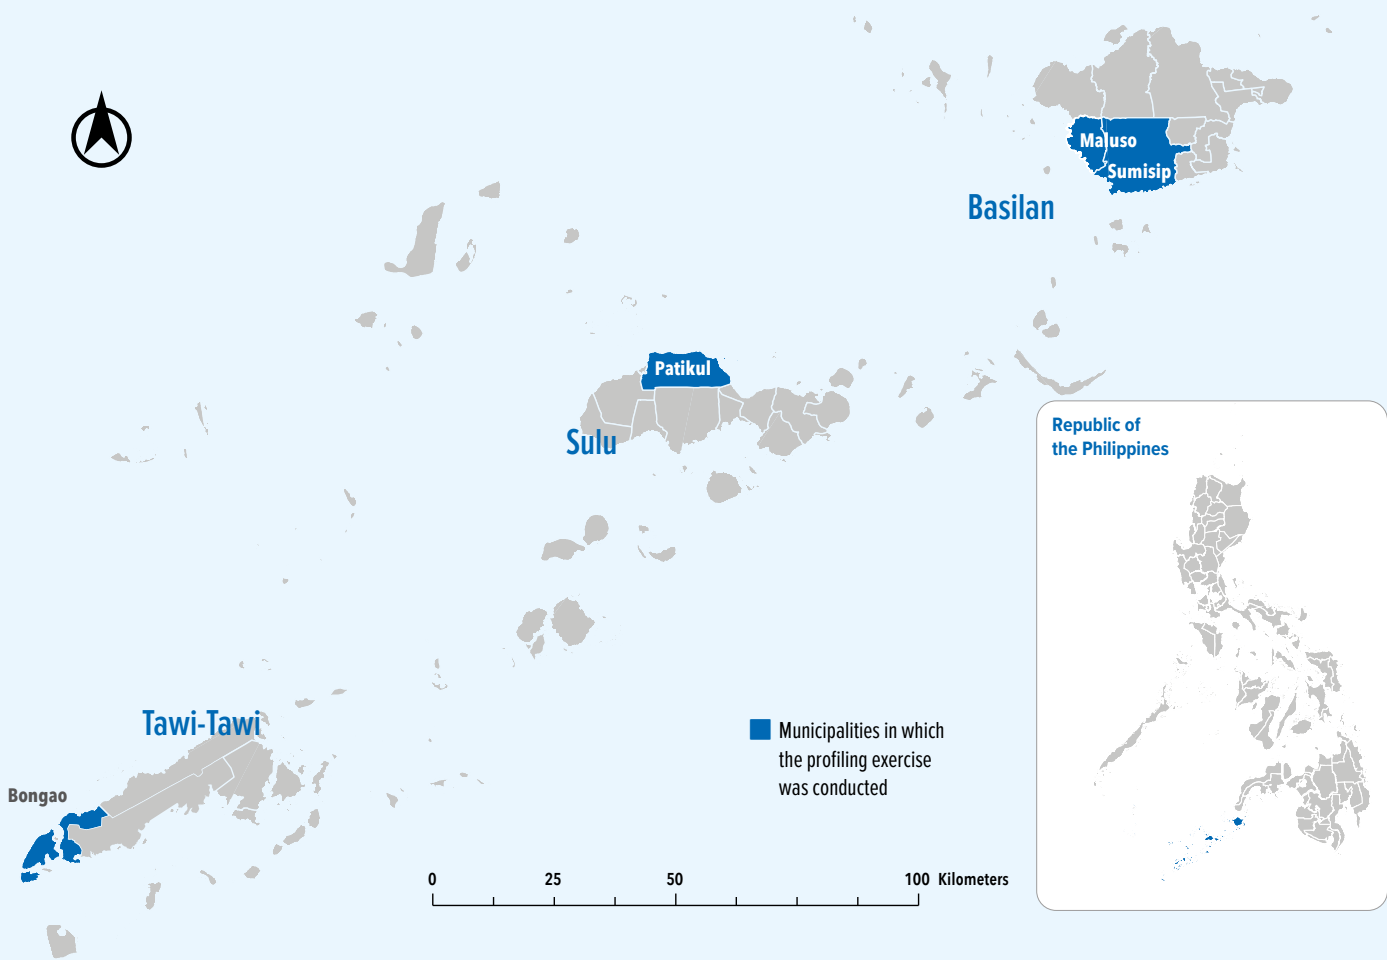 Maluso
Sumisip
Basilan
Patikul
Sulu
Republic of
the Philippines
Tawi-Tawi
Bongao
Municipalities in which
the profiling exercise
was conducted
0 25 50 100 Kilometers